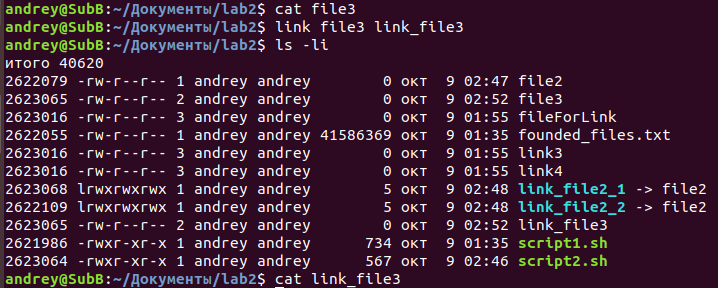 andrey@SubB:~/Документы/lab2$ cat file3
andrey@SubB:~/Документы/lab2$ link file3 link_file3
andrey@SubB:~/Документы/lab2$ ls -li
итого 40620
2622079 -rw-r--r-- 1 andrey andrey        0 окт  9 02:47 file2
2623065 -rw-r--r-- 2 andrey andrey        0 окт  9 02:52 file3
2623016 -rw-r--r-- 3 andrey andrey        0 окт  9 01:55 fileForLink
2622055 -rw-r--r-- 1 andrey andrey 41586369 окт  9 01:35 founded_files.txt
2623016 -rw-r--r-- 3 andrey andrey        0 окт  9 01:55 link3
2623016 -rw-r--r-- 3 andrey andrey        0 окт  9 01:55 link4
2623068 lrwxrwxrwx 1 andrey andrey        5 окт  9 02:48 link_file2_1 -> file2
2622109 lrwxrwxrwx 1 andrey andrey        5 окт  9 02:48 link_file2_2 -> file2
2623065 -rw-r--r-- 2 andrey andrey        0 окт  9 02:52 link_file3
2621986 -rwxr-xr-x 1 andrey andrey      734 окт  9 01:35 script1.sh
2623064 -rwxr-xr-x 1 andrey andrey      567 окт  9 02:46 script2.sh
andrey@SubB:~/Документы/lab2$ cat link_file3